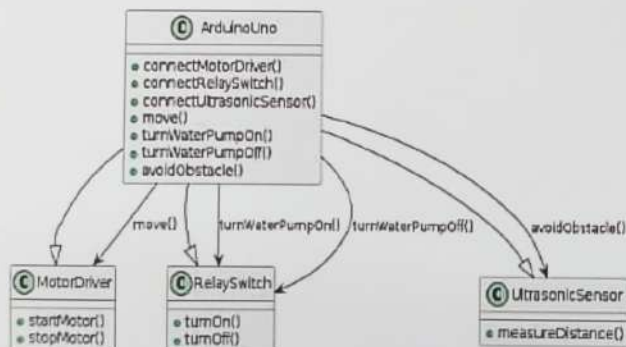 C ArduinoUno
connectMotorDriver()
connectRelaySwitch()
connectUltrasonicSensor()
move()
turnWaterPumpOn()
turnWaterPumpOff()
avoidObstacle()
move()
turnWaterPumpOn()
turnWaterPumpOff()
avoidObstacle()
C MotorDriver
startMotor()
stopMotor()
C RelaySwitch
turnOn()
turnOff()
C UltrasonicSensor
measureDistance()